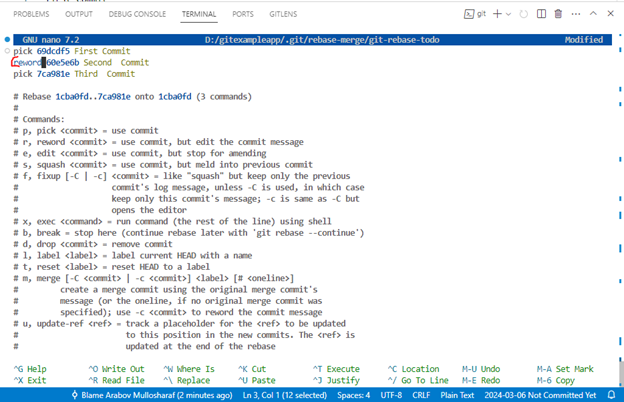 PROBLEMS OUTPUT DEBUG CONSOLE TERMINAL PORTS GITLENS git
GNU nano 7.2 D:/gitexampleapp/.git/rebase-merge/git-rebase-todo Modified
pick 69dcdf5 First Commit
reword 60e5e6b Second  Commit
pick 7ca981e Third  Commit
# Rebase 1cba0fd..7ca981e onto 1cba0fd (3 commands)
#
# Commands:
# p, pick <commit> = use commit
# r, reword <commit> = use commit, but edit the commit message
# e, edit <commit> = use commit, but stop for amending
# s, squash <commit> = use commit, but meld into previous commit
# f, fixup [-C | -c] <commit> = like "squash" but keep only the previous
#                    commit's log message, unless -C is used, in which case
#                    keep only this commit's message; -c is same as -C but
#                    opens the editor
# x, exec <command> = run command (the rest of the line) using shell
# b, break = stop here (continue rebase later with 'git rebase --continue')
# d, drop <commit> = remove commit
# l, label <label> = label current HEAD with a name
# t, reset <label> = reset HEAD to a label
# m, merge [-C <commit> | -c <commit>] <label> [# <oneline>]
#         create a merge commit using the original merge commit's
#         message (or the oneline, if no original merge commit was
#         specified); use -c <commit> to reword the commit message
# u, update-ref <ref> = track a placeholder for the <ref> to be updated
#                       to this position in the new commits. The <ref> is
#                       updated at the end of the rebase
^G Help ^O Write Out ^W Where Is ^K Cut ^T Execute ^C Location M-U Undo M-A Set Mark
^X Exit ^R Read File ^\ Replace ^U Paste ^J Justify ^/ Go To Line M-E Redo M-6 Copy
Blame Arabov Mullosharaf (2 minutes ago) Ln 3, Col 1 (12 selected) Spaces: 4 UTF-8 CRLF Plain Text 2024-03-06 Not Committed Yet